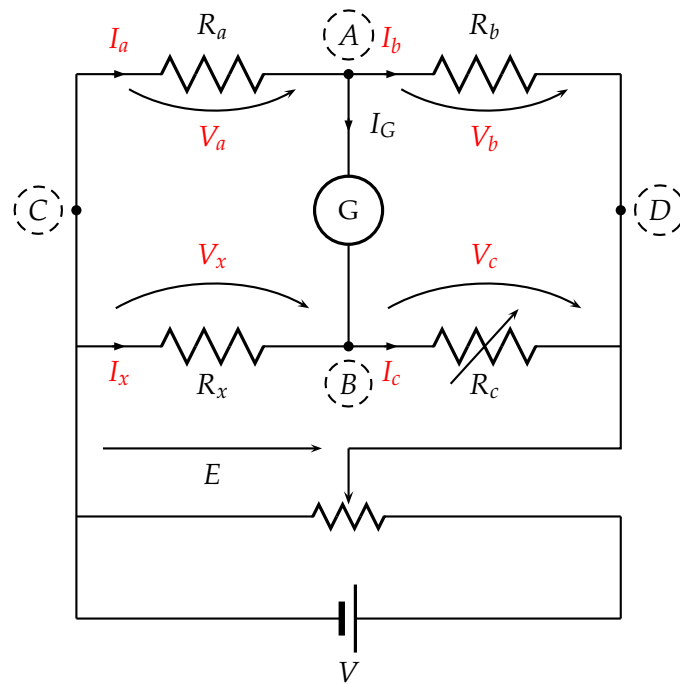 R_a A R_b
I_a I_b
V_a I_G V_b
C G D
V_x V_c
I_x R_x B I_c R_c
E
V